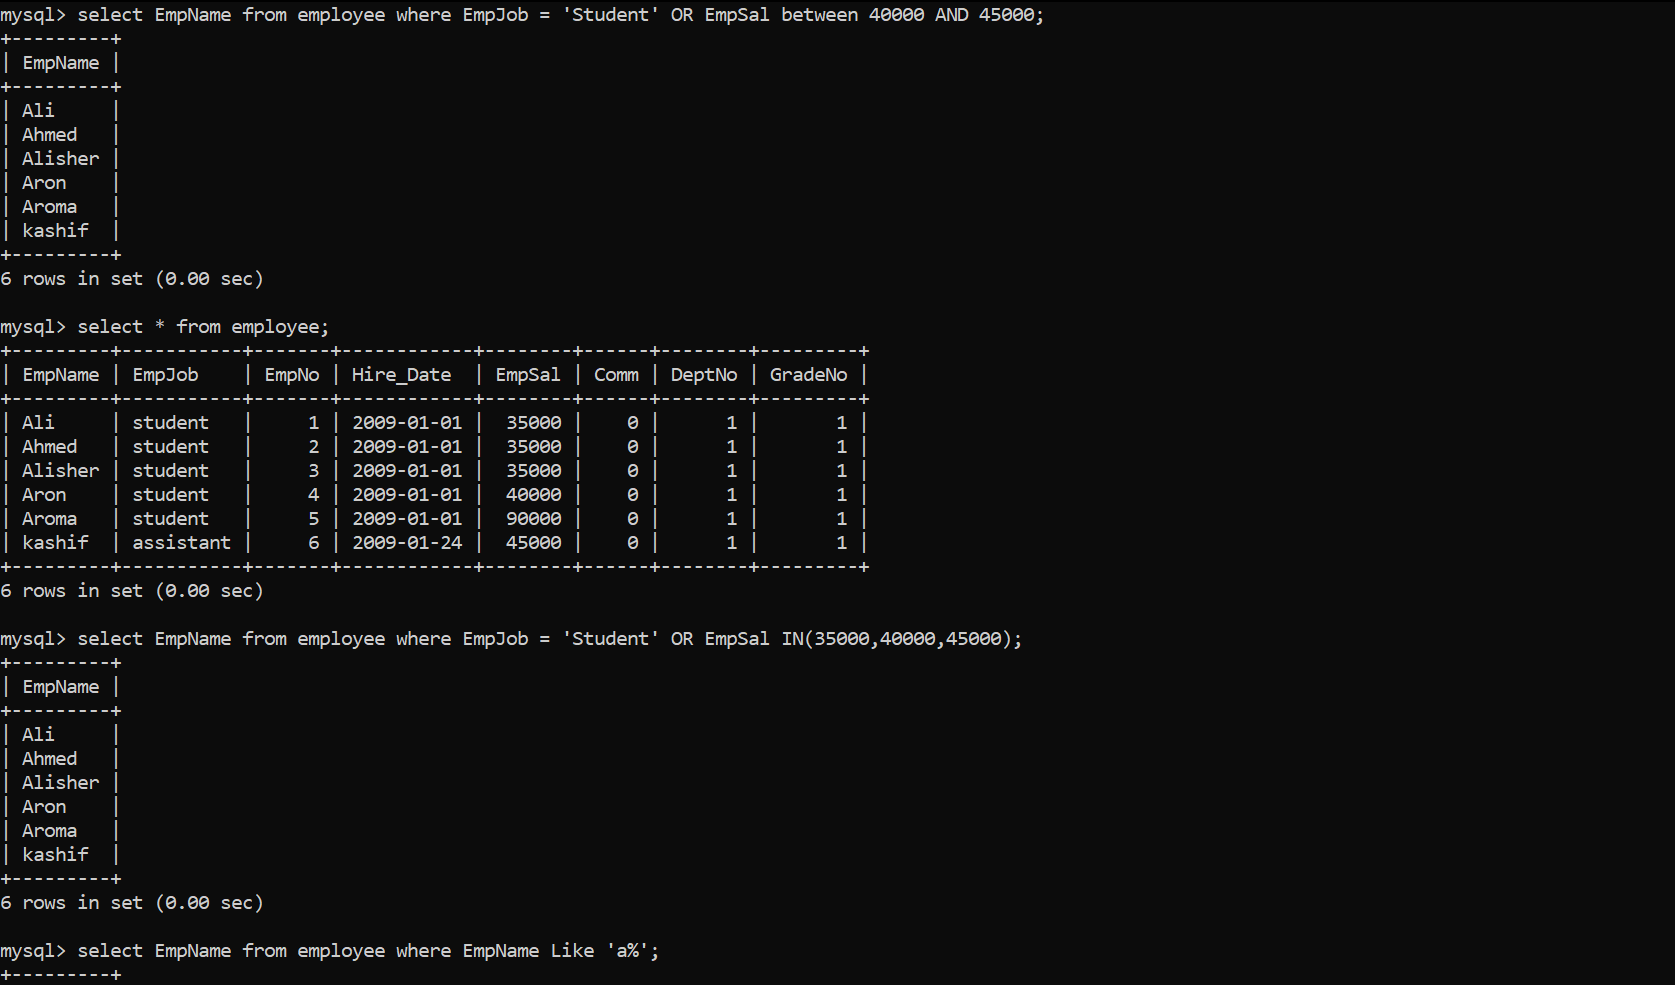 mysql> select EmpName from employee where EmpJob = 'Student' OR EmpSal between 40000 AND 45000;
+---------+
| EmpName |
+---------+
| Ali     |
| Ahmed   |
| Alisher |
| Aron    |
| Aroma   |
| kashif  |
+---------+
6 rows in set (0.00 sec)

mysql> select * from employee;
+---------+-----------+-------+------------+--------+------+--------+---------+
| EmpName | EmpJob    | EmpNo | Hire_Date  | EmpSal | Comm | DeptNo | GradeNo |
+---------+-----------+-------+------------+--------+------+--------+---------+
| Ali     | student   |     1 | 2009-01-01 |  35000 |    0 |      1 |       1 |
| Ahmed   | student   |     2 | 2009-01-01 |  35000 |    0 |      1 |       1 |
| Alisher | student   |     3 | 2009-01-01 |  35000 |    0 |      1 |       1 |
| Aron    | student   |     4 | 2009-01-01 |  40000 |    0 |      1 |       1 |
| Aroma   | student   |     5 | 2009-01-01 |  90000 |    0 |      1 |       1 |
| kashif  | assistant |     6 | 2009-01-24 |  45000 |    0 |      1 |       1 |
+---------+-----------+-------+------------+--------+------+--------+---------+
6 rows in set (0.00 sec)

mysql> select EmpName from employee where EmpJob = 'Student' OR EmpSal IN(35000,40000,45000);
+---------+
| EmpName |
+---------+
| Ali     |
| Ahmed   |
| Alisher |
| Aron    |
| Aroma   |
| kashif  |
+---------+
6 rows in set (0.00 sec)

mysql> select EmpName from employee where EmpName Like 'a%';
+---------+